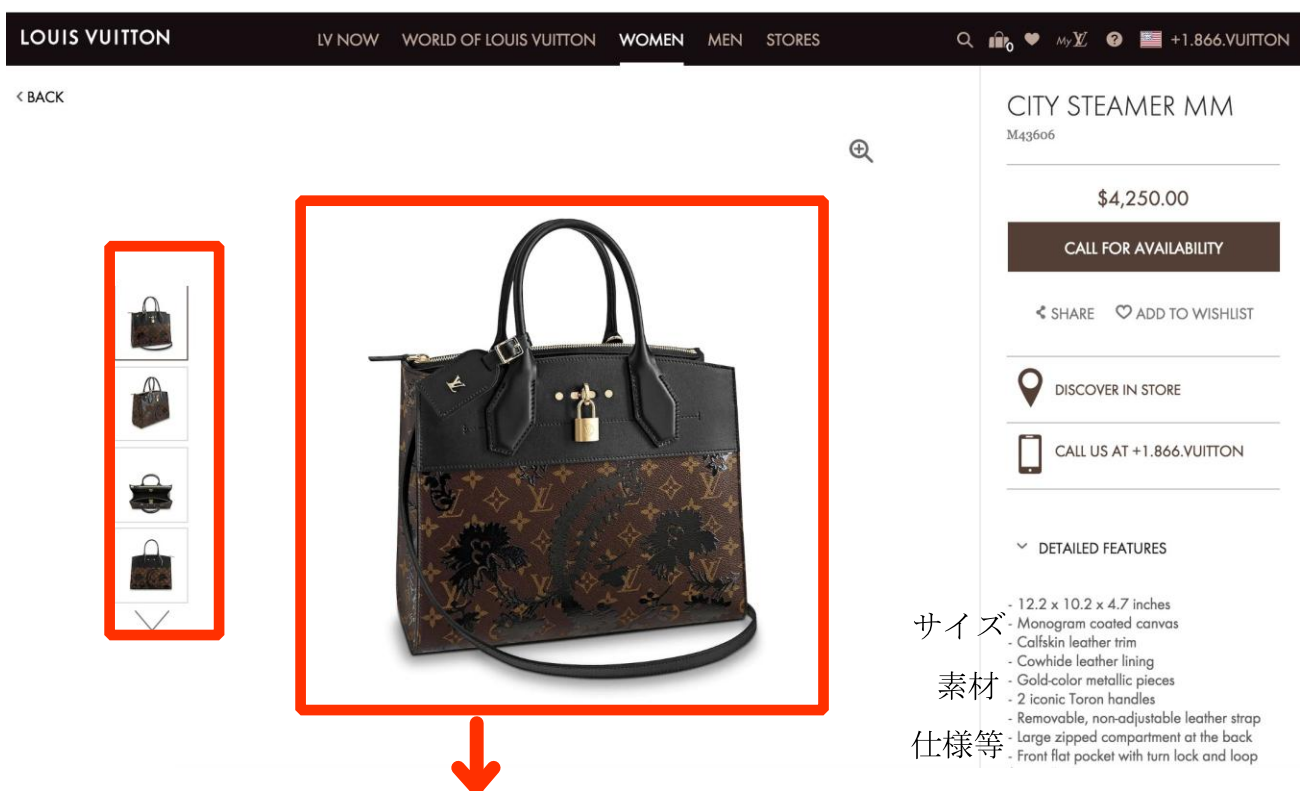 LOUIS VUITTON
LV NOW WORLD OF LOUIS VUITTON WOMEN MEN STORES
My LV ? +1.866.VUITTON
0
< BACK
CITY STEAMER MM
M43606
$4,250.00
CALL FOR AVAILABILITY
SHARE ADD TO WISHLIST
DISCOVER IN STORE
CALL US AT +1.866.VUITTON
DETAILED FEATURES
- 12.2 x 10.2 x 4.7 inches
サイズ
- Monogram coated canvas
- Calfskin leather trim
- Cowhide leather lining
素材
- Gold-color metallic pieces
- 2 iconic Toron handles
- Removable, non-adjustable leather strap
仕様等
- Large zipped compartment at the back
- Front flat pocket with turn lock and loop